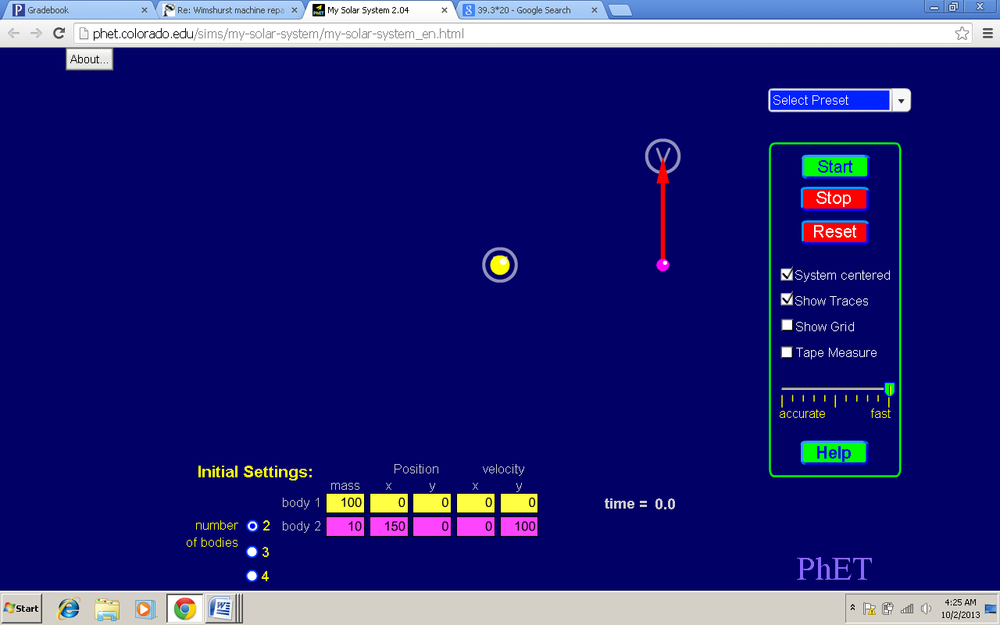 Gradebook
Re: Wimshurst machine repa
My Solar System 2.04
39.3*20 - Google Search
phet.colorado.edu/sims/my-solar-system/my-solar-system_en.html
About...
Select Preset
V
Start
Stop
Reset
System centered
Show Traces
Show Grid
Tape Measure
accurate fast
Help
Initial Settings:
Position velocity
mass x y x y
body 1 100 0 0 0 0
time = 0.0
number of bodies
2 body 2 10 150 0 0 100
3
4
PhET
Start
4:25 AM
10/2/2013